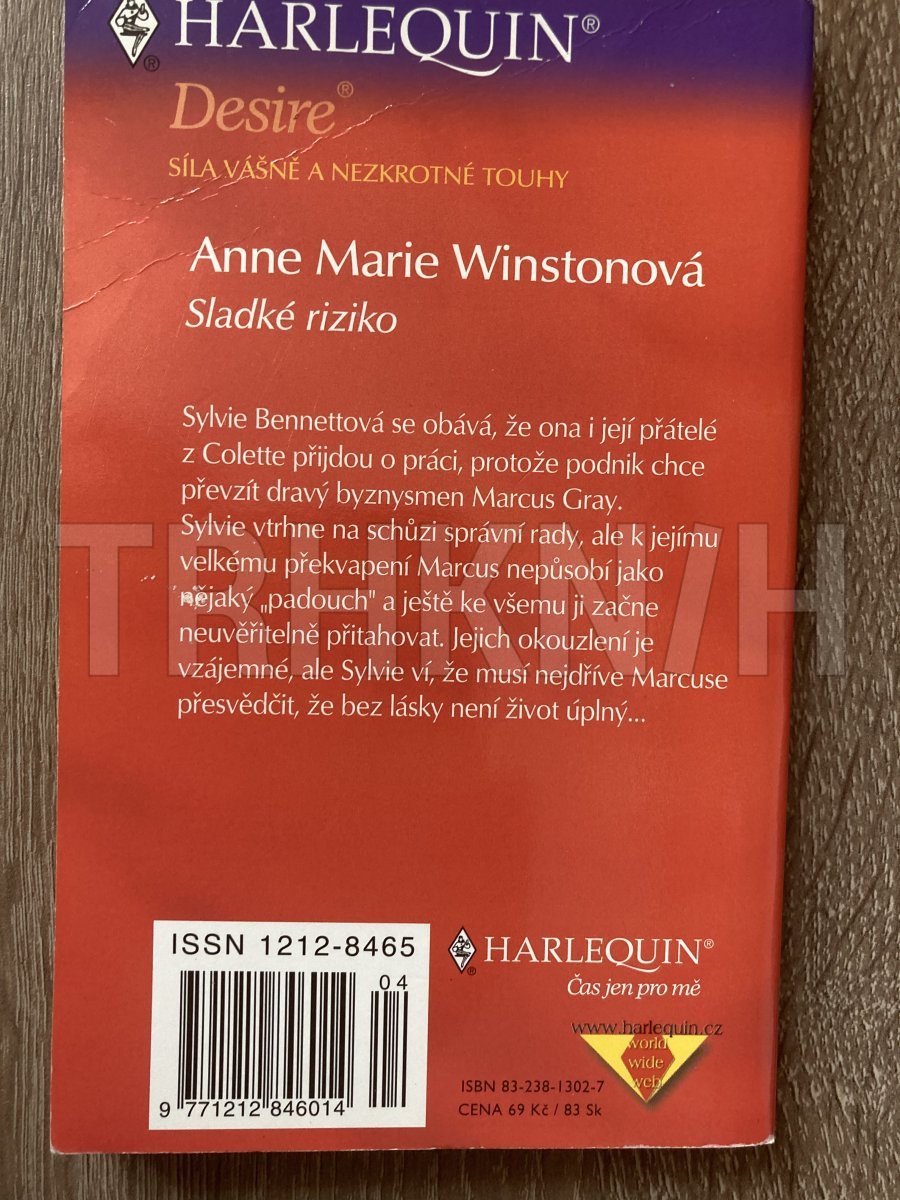 HARLEQUIN®
®
Desire®
SÍLA VÁŠNĚ A NEZKROTNÉ TOUHY
Anne Marie Winstonová
Sladké riziko
Sylvie Bennettová se obává, že ona i její přátelé
z Colette přijdou o práci, protože podnik chce
převzít dravý byznysmen Marcus Gray.
Sylvie vtrhne na schůzi správní rady, ale k jejímu
velkému překvapení Marcus nepůsobí jako
nějaký „padouch" a ještě ke všemu ji začne
neuvěřitelně přitahovat. Jejich okouzlení je
vzájemné, ale Sylvie ví, že musí nejdříve Marcuse
přesvědčit, že bez lásky není život úplný...
TRHKN/H
ISSN 1212-8465
04
9 771212 846014
HARLEQUIN®
®
Čas jen pro mě
www.harlequin.cz
world
wide
web
ISBN 83-238-1302-7
CENA 69 Kč / 83 Sk